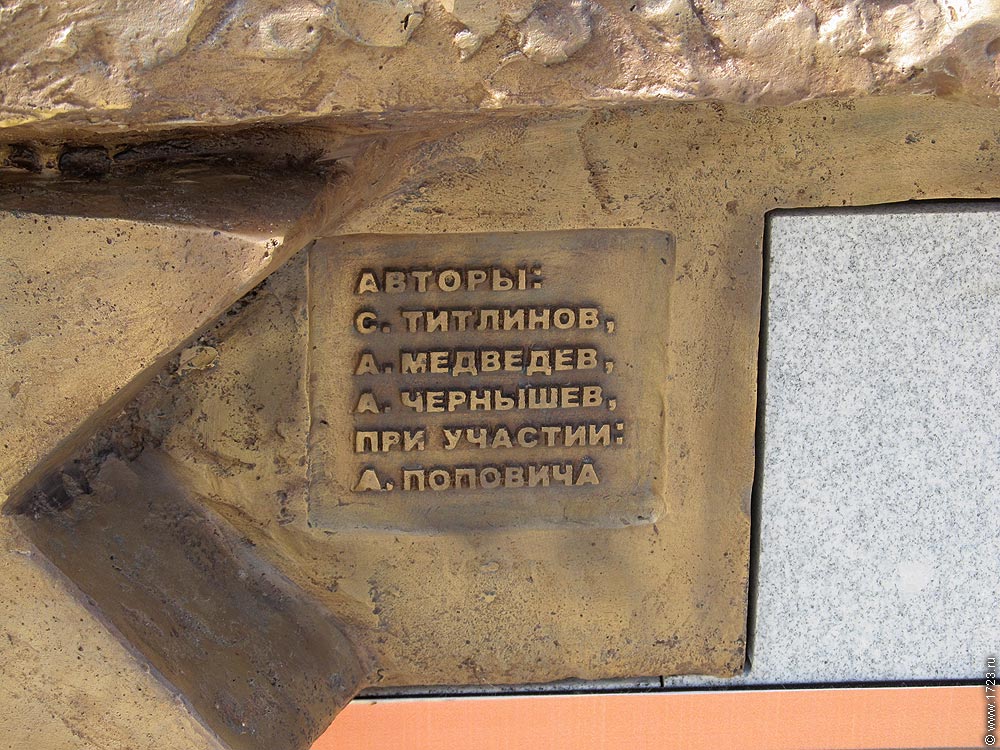 АВТОРЫ:
С. ТИТЛИНОВ,
А. МЕДВЕДЕВ,
А. ЧЕРНЫШЕВ,
ПРИ УЧАСТИИ:
А. ПОПОВИЧА
© www.1723.ru